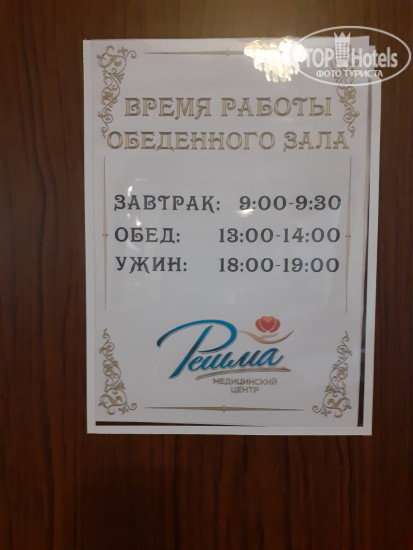 TOPHotels
ФОТО ТУРИСТА
ВРЕМЯ РАБОТЫ
ОБЕДЕННОГО ЗАЛА
ЗАВТРАК: 9:00-9:30
ОБЕД: 13:00-14:00
УЖИН: 18:00-19:00
Решма
МЕДИЦИНСКИЙ
ЦЕНТР